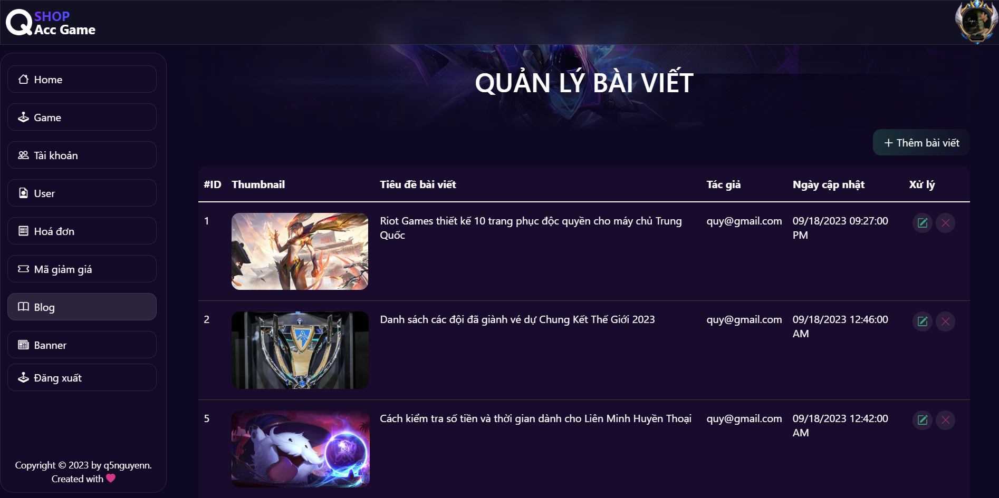 SHOP
Acc Game
Home
Game
Tài khoản
User
Hoá đơn
Mã giảm giá
Blog
Banner
Đăng xuất
Copyright © 2023 by q5nguyenn.
Created with
QUẢN LÝ BÀI VIẾT
+ Thêm bài viết
#ID Thumbnail Tiêu đề bài viết Tác giả Ngày cập nhật Xử lý
1 Riot Games thiết kế 10 trang phục độc quyền cho máy chủ Trung quy@gmail.com 09/18/2023 09:27:00
Quốc PM
2 Danh sách các đội đã giành vé dự Chung Kết Thế Giới 2023 quy@gmail.com 09/18/2023 12:46:00
AM
5 Cách kiểm tra số tiền và thời gian dành cho Liên Minh Huyền Thoại quy@gmail.com 09/18/2023 12:42:00
AM